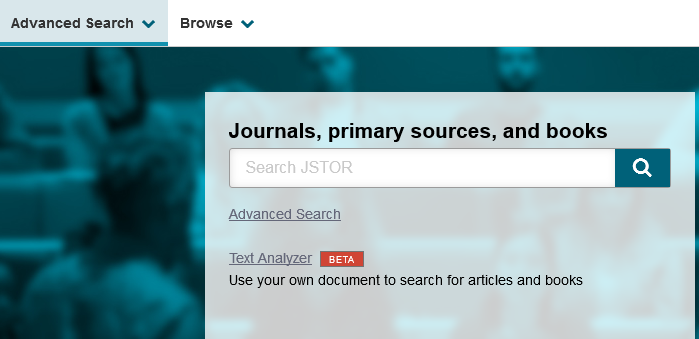 Advanced Search Browse
Journals, primary sources, and books
Search JSTOR
Advanced Search
Text Analyzer BETA
Use your own document to search for articles and books